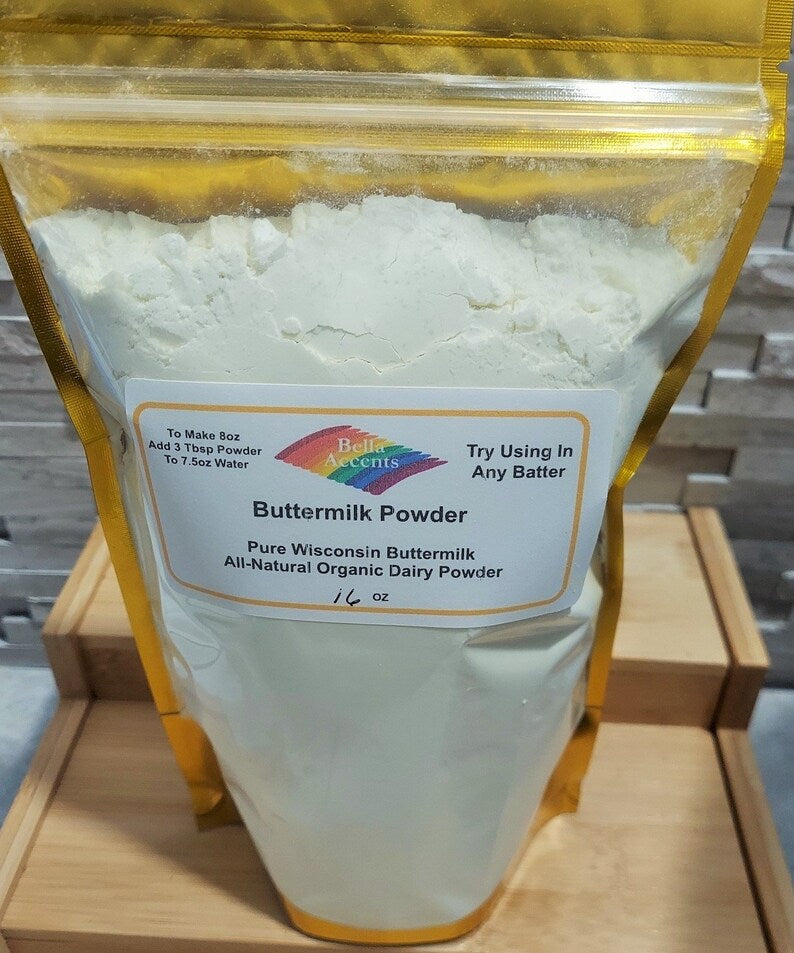 To Make 8oz
Add 3 Tbsp Powder
To 7.5oz Water
Bella
Accents
Try Using In
Any Batter
Buttermilk Powder
Pure Wisconsin Buttermilk
All-Natural Organic Dairy Powder
16 oz